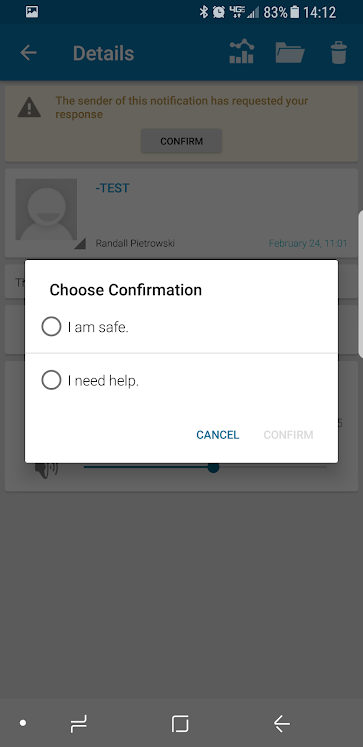 4G 83% 14:12
Details
The sender of this notification has requested your
response
CONFIRM
-TEST
Randall Pietrowski February 24, 11:01
Choose Confirmation
I am safe.
I need help.
CANCEL CONFIRM